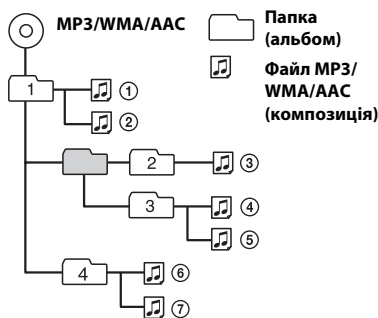 MP3/WMA/AAC
Папка
(альбом)
Файл MP3/
WMA/AAC
(композиція)
1
①
②
2
③
3
④
⑤
4
⑥
⑦